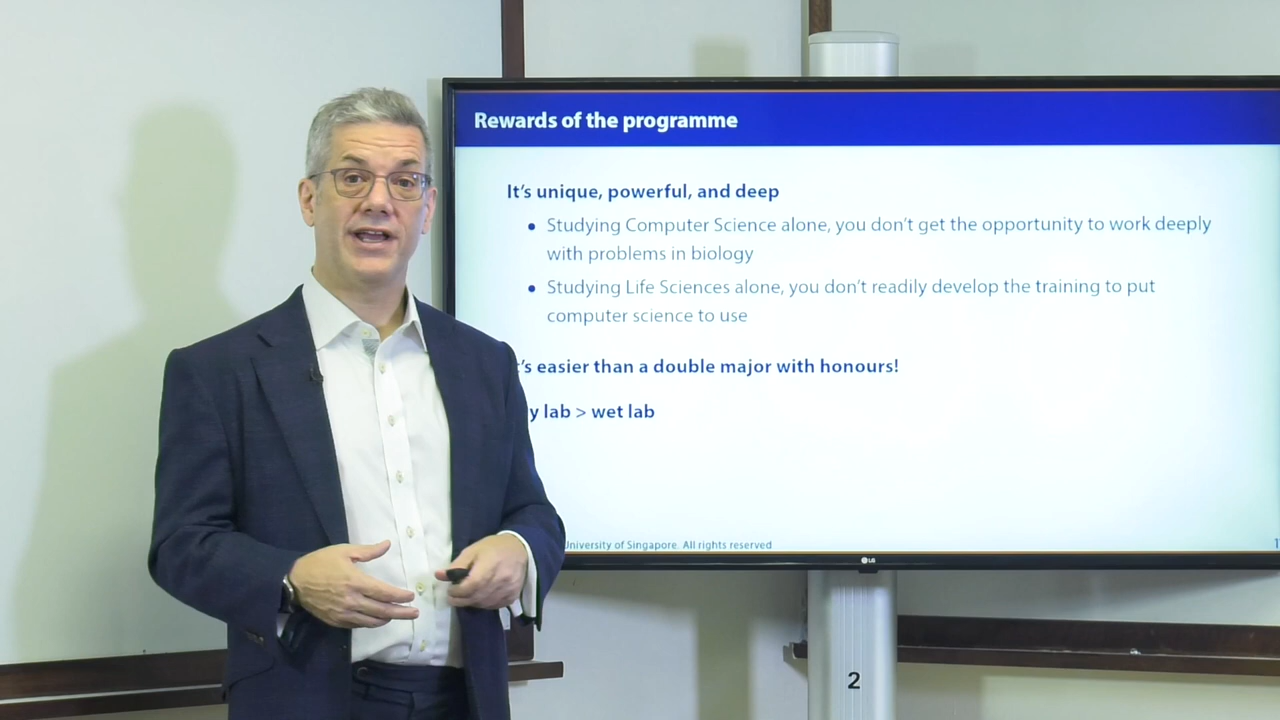 Rewards of the programme
It's unique, powerful, and deep
• Studying Computer Science alone, you don't get the opportunity to work deeply
with problems in biology
• Studying Life Sciences alone, you don't readily develop the training to put
computer science to use
's easier than a double major with honours!
y lab > wet lab
University of Singapore. All rights reserved
LG
2